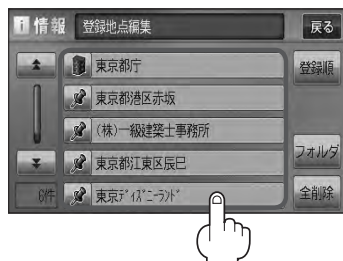 i 情報 登録地点編集 戻る
東京都庁 登録順
東京都港区赤坂
(株)一級建築士事務所
東京都江東区辰巳 フォルダ
6件 東京ﾃﾞｨｽﾞﾆｰﾗﾝﾄﾞ 全削除